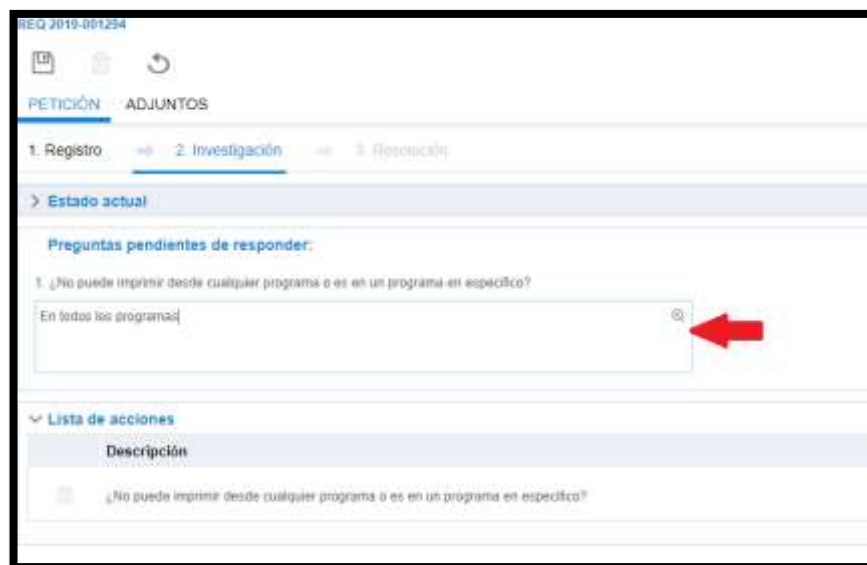 REQ 2019-001294
PETICIÓN ADJUNTOS
1. Registro 2. Investigación 3. Resolución
Estado actual
Preguntas pendientes de responder:
1. ¿No puede imprimir desde cualquier programa o es en un programa en especifico?
En todos los programas
Lista de acciones
Descripción
¿No puede imprimir desde cualquier programa o es en un programa en especifico?